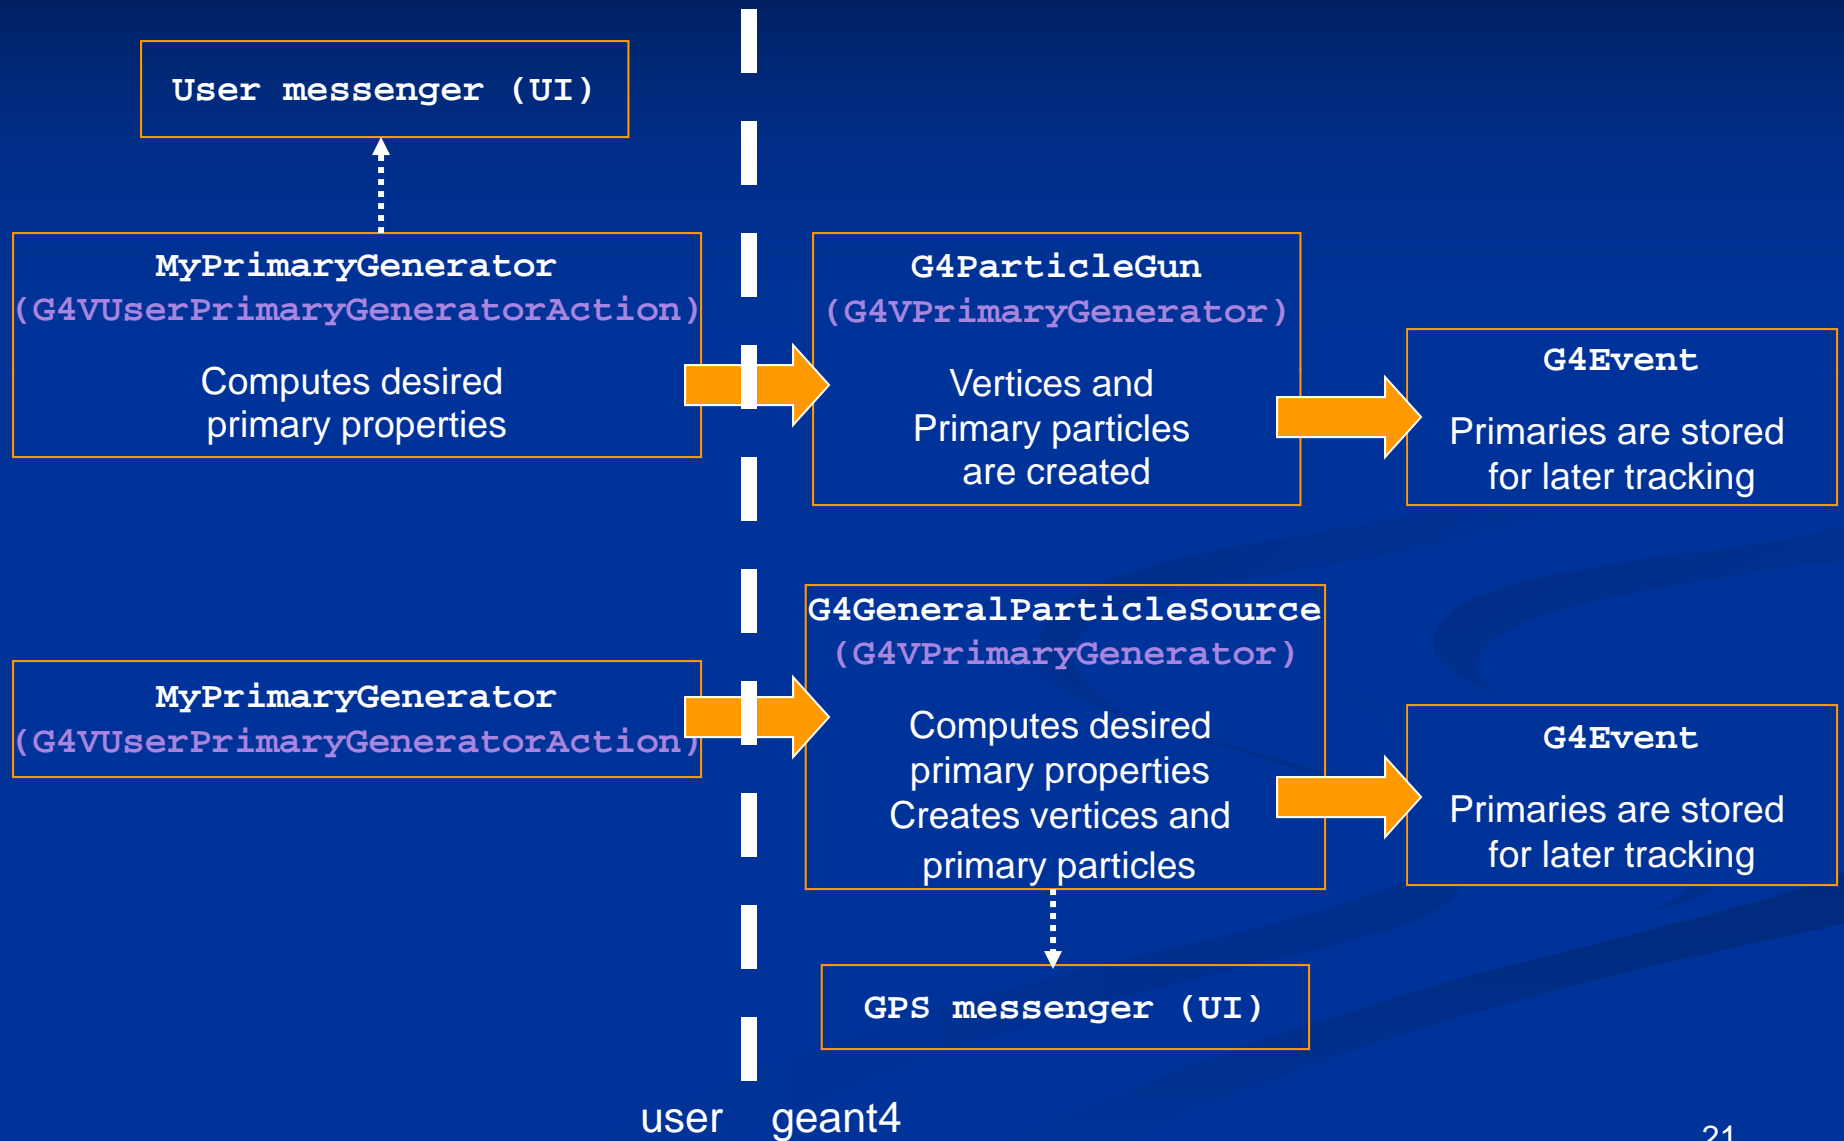 User messenger (UI)
MyPrimaryGenerator
(G4VUserPrimaryGeneratorAction)
Computes desired
primary properties
G4ParticleGun
(G4VPrimaryGenerator)
Vertices and
Primary particles
are created
G4Event
Primaries are stored
for later tracking
MyPrimaryGenerator
(G4VUserPrimaryGeneratorAction)
G4GeneralParticleSource
(G4VPrimaryGenerator)
Computes desired
primary properties
Creates vertices and
primary particles
G4Event
Primaries are stored
for later tracking
GPS messenger (UI)
user geant4
21